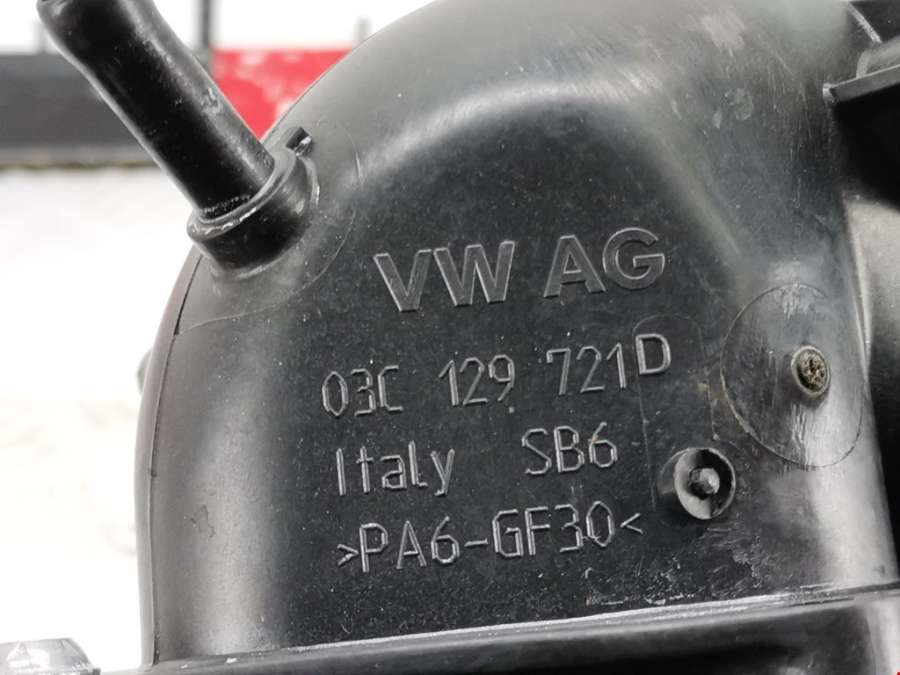 VW AG
03C 129 721D
Italy SB6
>PA6-GF30<